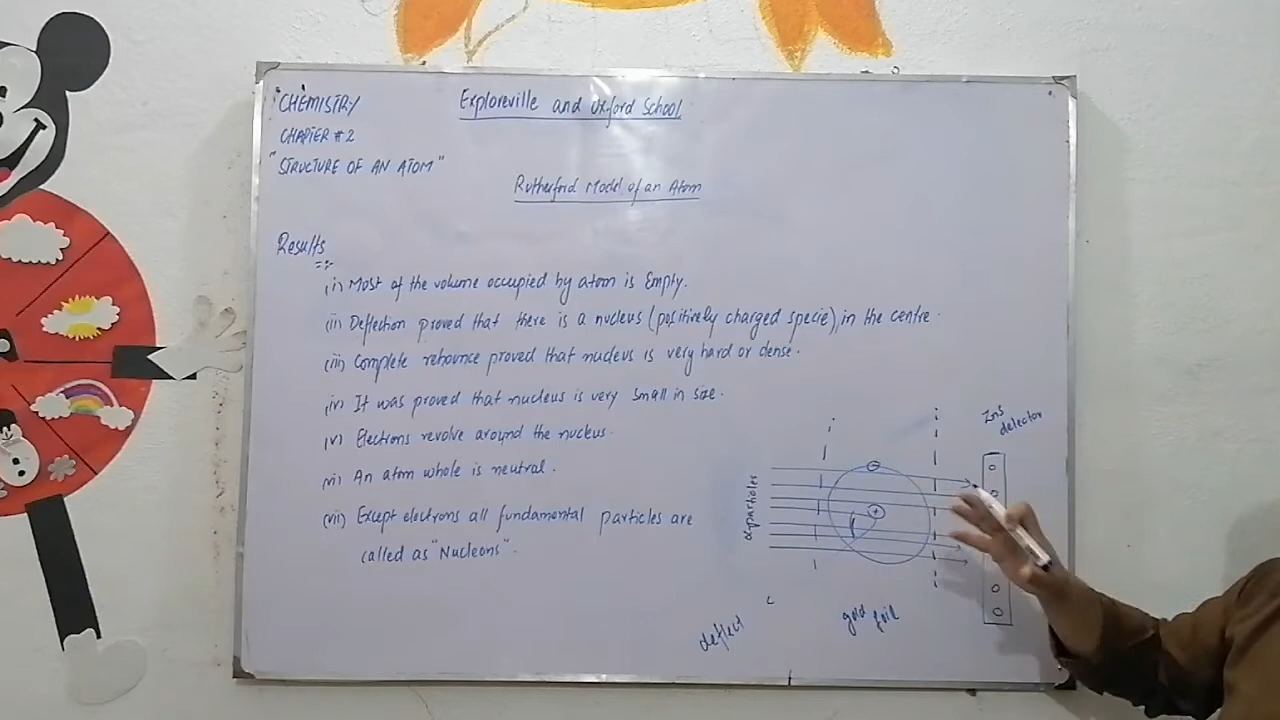 "CHEMISTRY
Exploreville and Oxford School
CHAPTER # 2
"STRUCTURE OF AN ATOM"
Rutherford Model of an Atom
Results
(i) Most of the volume occupied by atom is Empty.
(ii) Deflection proved that there is a nucleus (positively charged specie), in the centre.
(iii) Complete rebounce proved that nucleus is very hard or dense.
(iv) It was proved that nucleus is very small in size.
(v) Electrons revolve around the nucleus.
(vi) An atom whole is neutral.
(vii) Except electrons all fundamental particles are
called as "Nucleons".
ZnS
detector
α-particles
gold foil
deflect